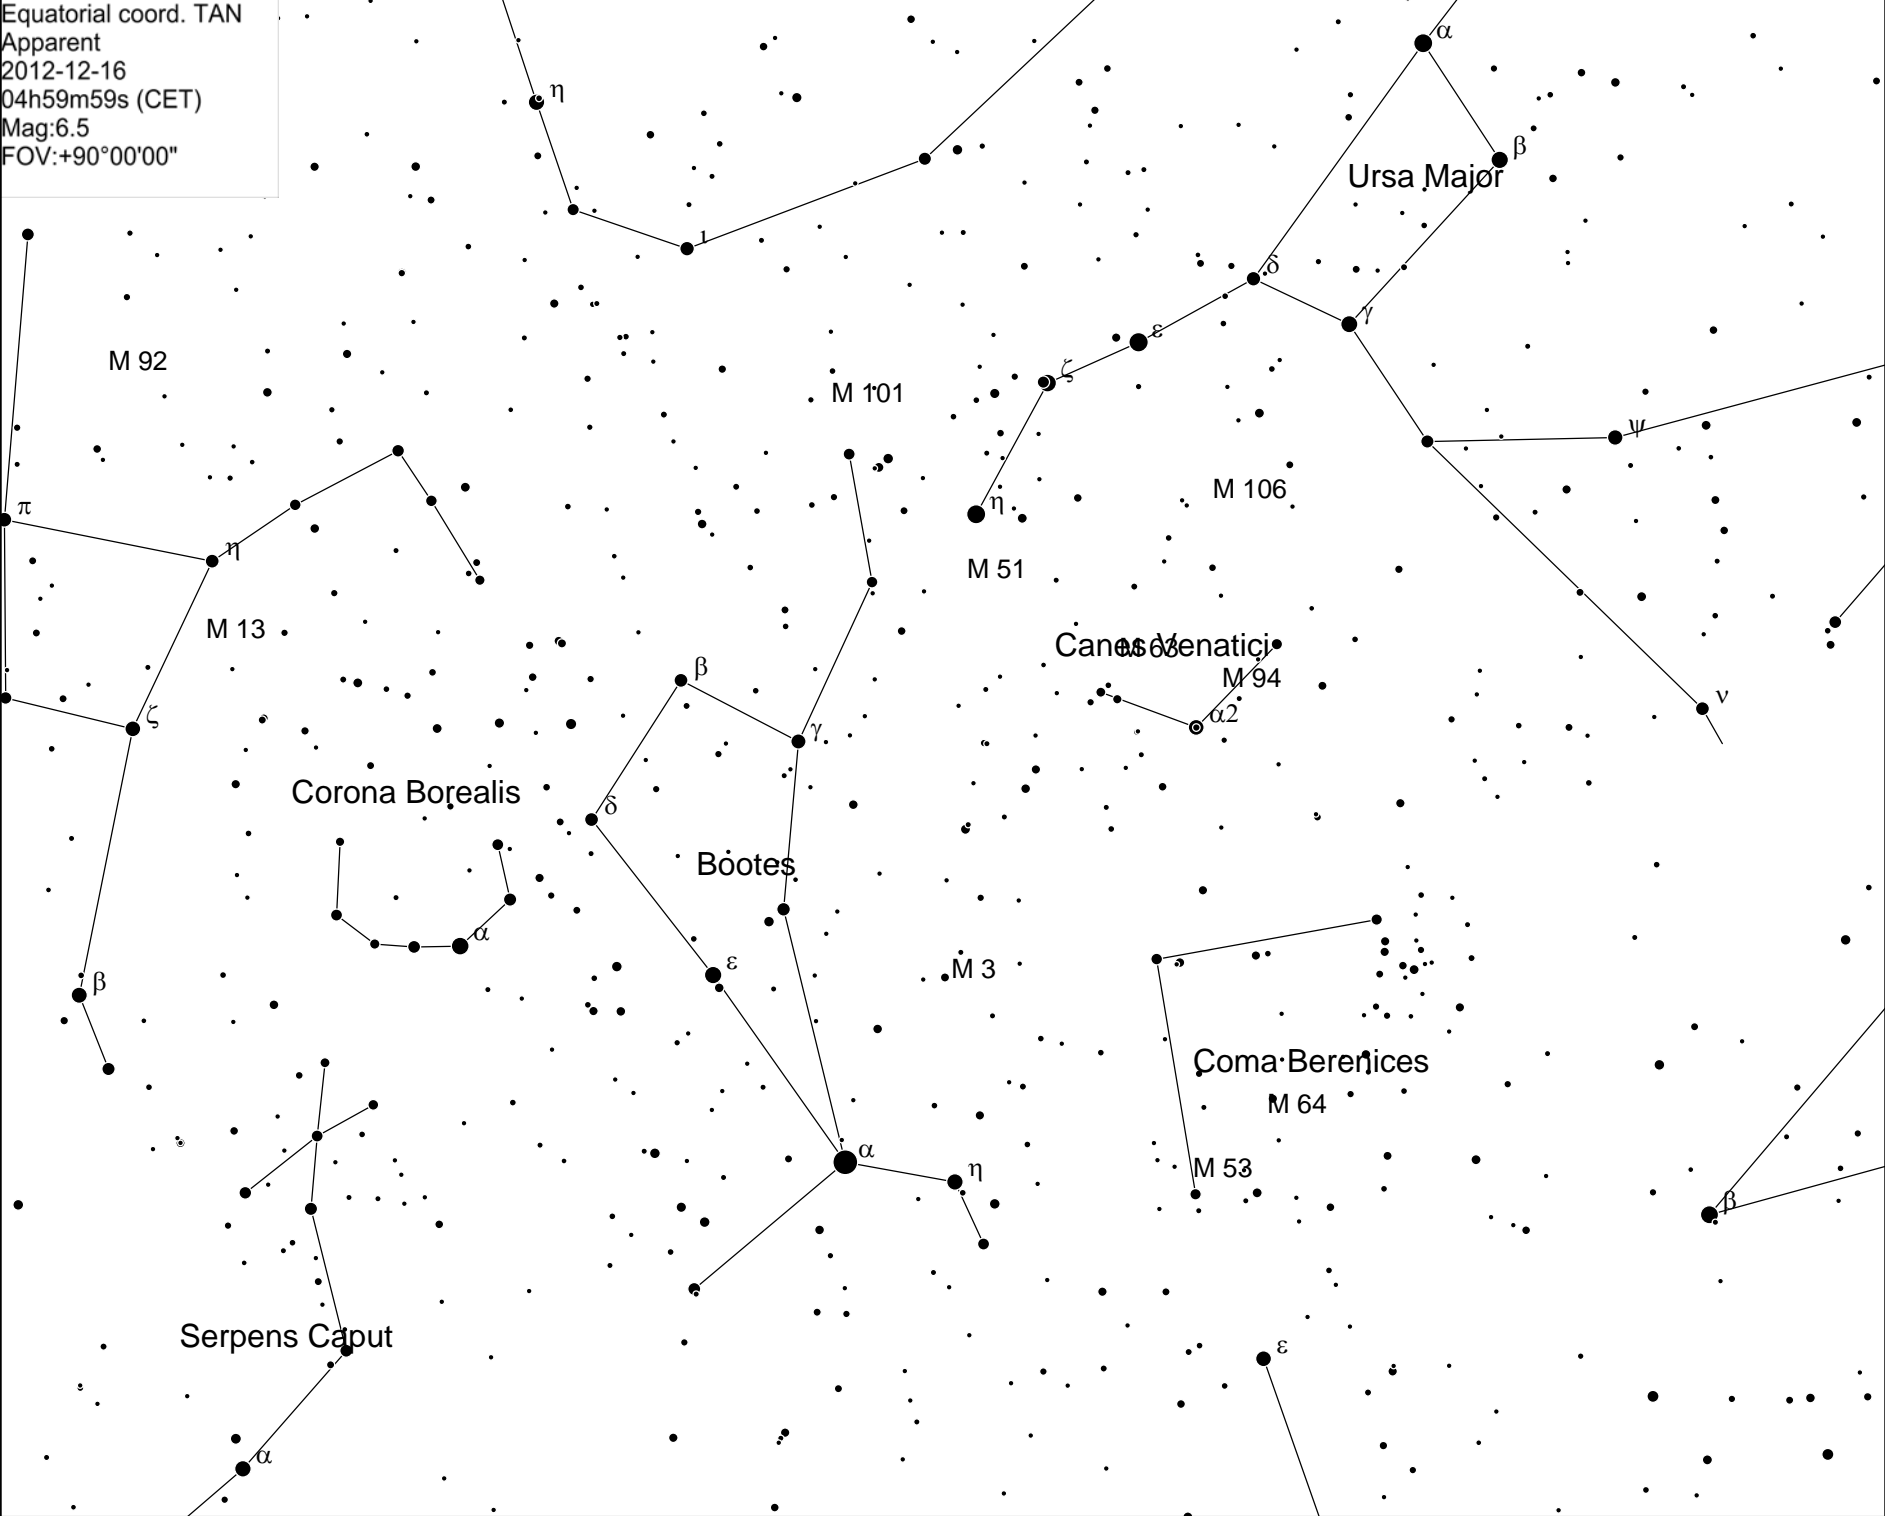 Equatorial coord. TAN
Apparent
2012-12-16
04h59m59s (CET)
Mag:6.5
FOV:+90°00'00"
α
η
β
Ursa Major
ι
δ
γ
ε
M 92
ζ
M 101
ψ
M 106
π
η
η
M 51
M 13
Canes Venatici
M 63
β
M 94
ν
α2
ζ
γ
Corona Borealis
δ
Bootes
α
ε
M 3
β
Coma Berenices
M 64
α
η
M 53
β
Serpens Caput
ε
α